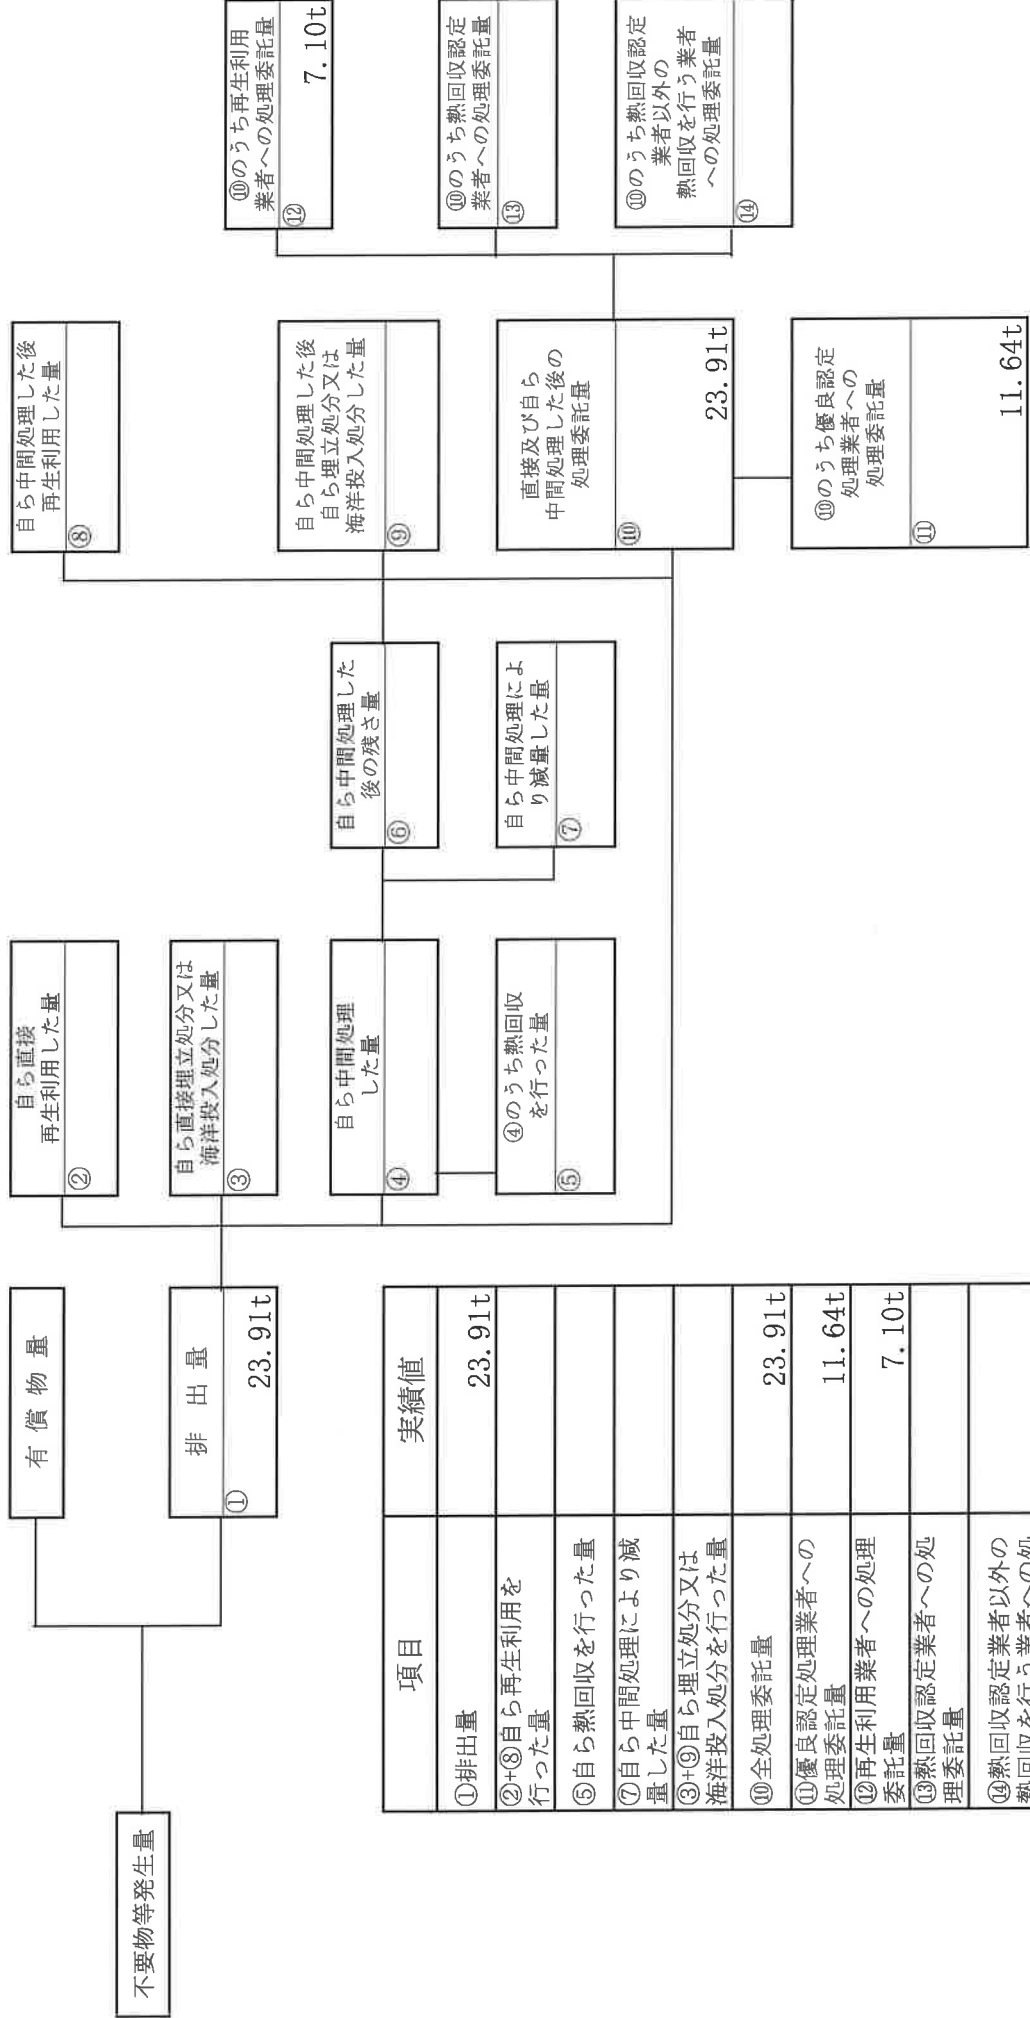 不要物等発生量
有償物量
排出量
①
23.91t
自ら直接
再生利用した量
②
自ら直接埋立処分又は
海洋投入処分した量
③
自ら中間処理
した量
④
④のうち熱回収
を行った量
⑤
自ら中間処理した
後の残さ量
⑥
自ら中間処理によ
り減量した量
⑦
自ら中間処理した後
再生利用した量
⑧
自ら中間処理した後
自ら埋立処分又は
海洋投入処分した量
⑨
直接及び自ら
中間処理した後の
処理委託量
⑩
23.91t
⑩のうち優良認定
処理業者への
処理委託量
⑪
11.64t
⑩のうち再生利用
業者への処理委託量
⑫
7.10t
⑩のうち熱回収認定
業者への処理委託量
⑬
⑩のうち熱回収認定
業者以外の
熱回収を行う業者
への処理委託量
⑭
項目 実績値
①排出量 23.91t
②+⑧自ら再生利用を
行った量
⑤自ら熱回収を行った量
⑦自ら中間処理により減
量した量
③+⑨自ら埋立処分又は
海洋投入処分を行った量
⑩全処理委託量 23.91t
⑪優良認定処理業者への
処理委託量 11.64t
⑫再生利用業者への処理
委託量 7.10t
⑬熱回収認定業者への処
理委託量
⑭熱回収認定業者以外の
熱回収を行う業者への処